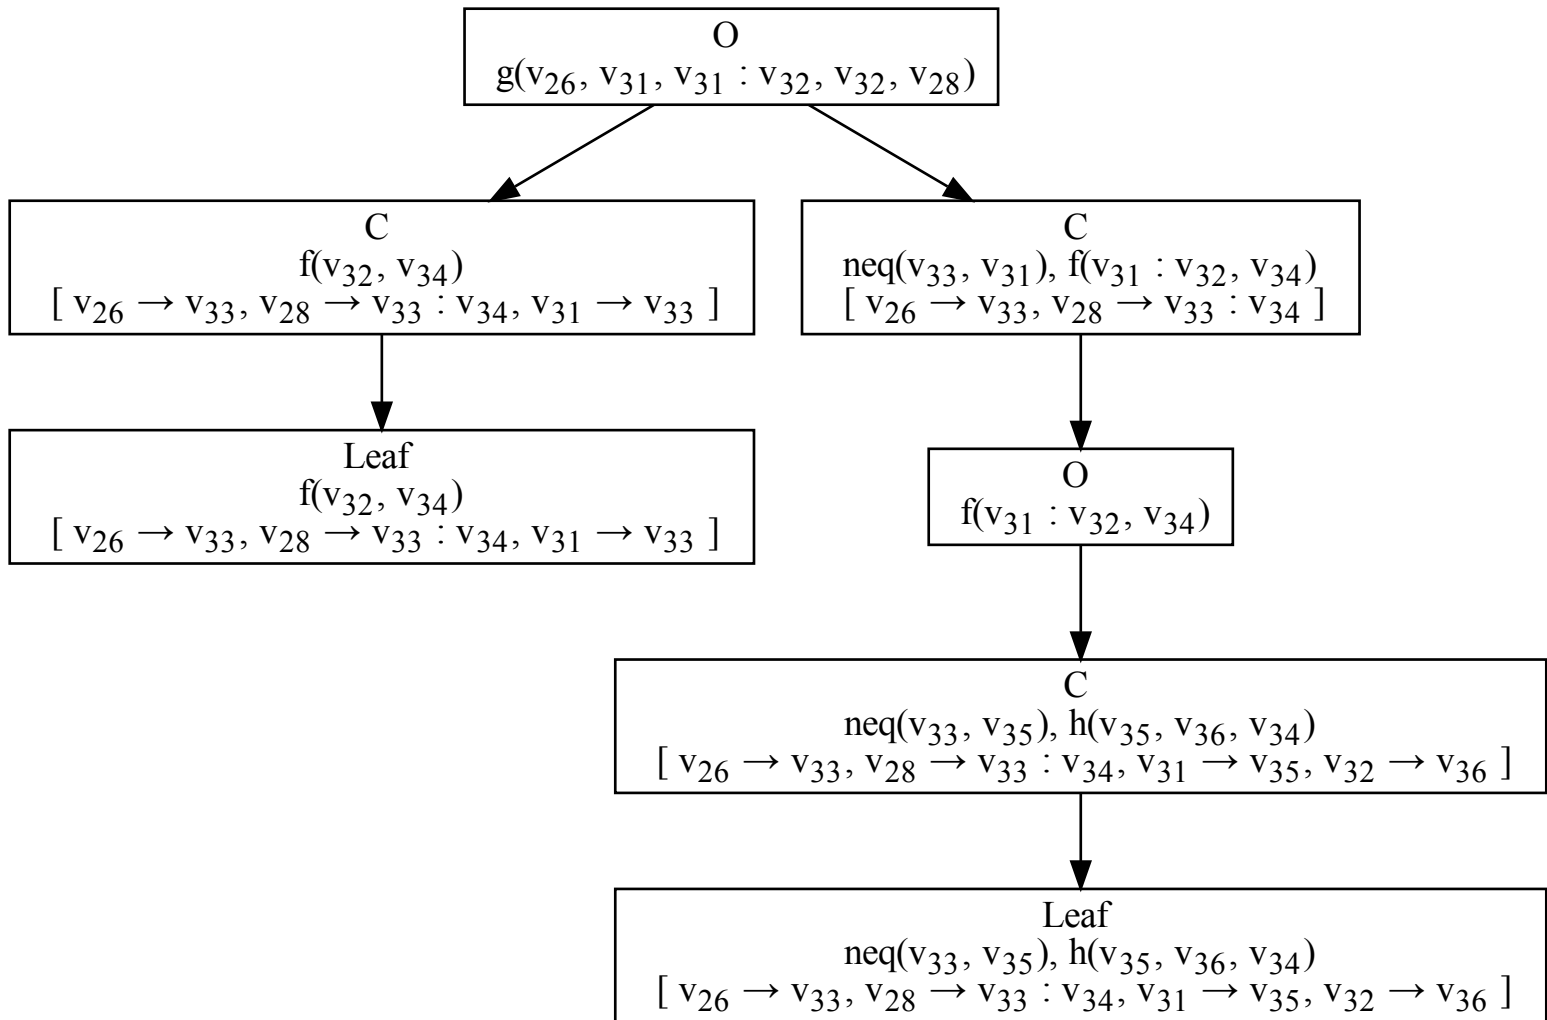 O
g(v26, v31, v31 : v32, v32, v28)
C
f(v32, v34)
[ v26 → v33, v28 → v33 : v34, v31 → v33 ]
C
neq(v33, v31), f(v31 : v32, v34)
[ v26 → v33, v28 → v33 : v34 ]
Leaf
f(v32, v34)
[ v26 → v33, v28 → v33 : v34, v31 → v33 ]
O
f(v31 : v32, v34)
C
neq(v33, v35), h(v35, v36, v34)
[ v26 → v33, v28 → v33 : v34, v31 → v35, v32 → v36 ]
Leaf
neq(v33, v35), h(v35, v36, v34)
[ v26 → v33, v28 → v33 : v34, v31 → v35, v32 → v36 ]